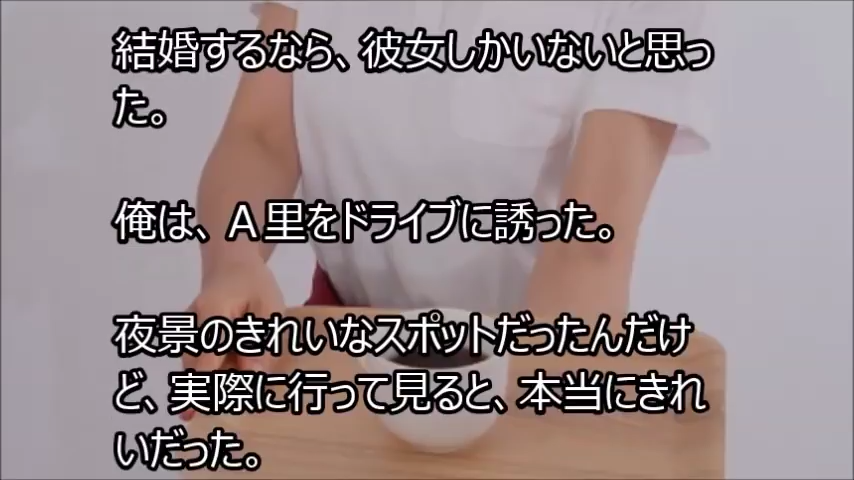 結婚するなら、彼女しかいないと思っ
た。
俺は、A里をドライブに誘った。
夜景のきれいなスポットだったんだけ
ど、実際に行って見ると、本当にきれ
いだった。